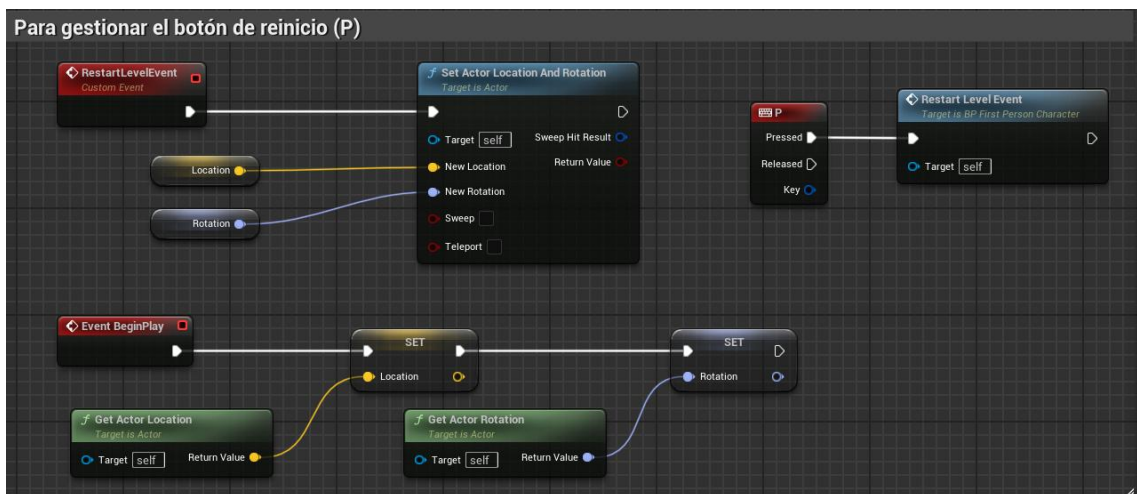 Para gestionar el botón de reinicio (P)
RestartLevelEvent
Custom Event
Set Actor Location And Rotation
Target is Actor
Target self
Sweep Hit Result
New Location
Return Value
New Rotation
Sweep
Teleport
Location
Rotation
P
Pressed
Released
Key
Restart Level Event
Target is BP First Person Character
Target self
Event BeginPlay
SET
Location
SET
Rotation
Get Actor Location
Target is Actor
Target self
Return Value
Get Actor Rotation
Target is Actor
Target self
Return Value